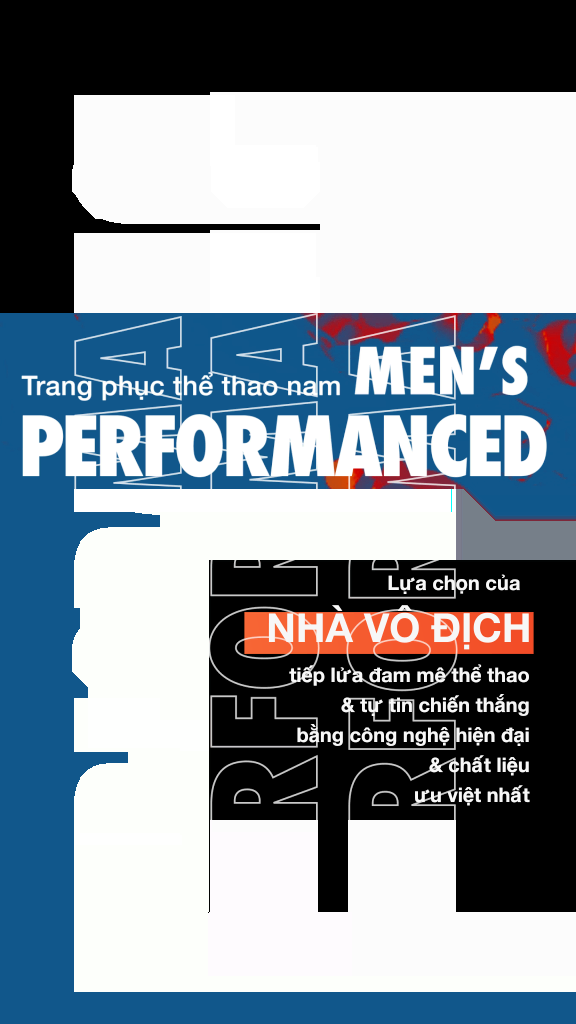 Trang phục thể thao nam MEN'S
PERFORMANCED
Lựa chọn của
NHÀ VÔ ĐỊCH
tiếp lửa đam mê thể thao
& tự tin chiến thắng
bằng công nghệ hiện đại
& chất liệu
ưu việt nhất